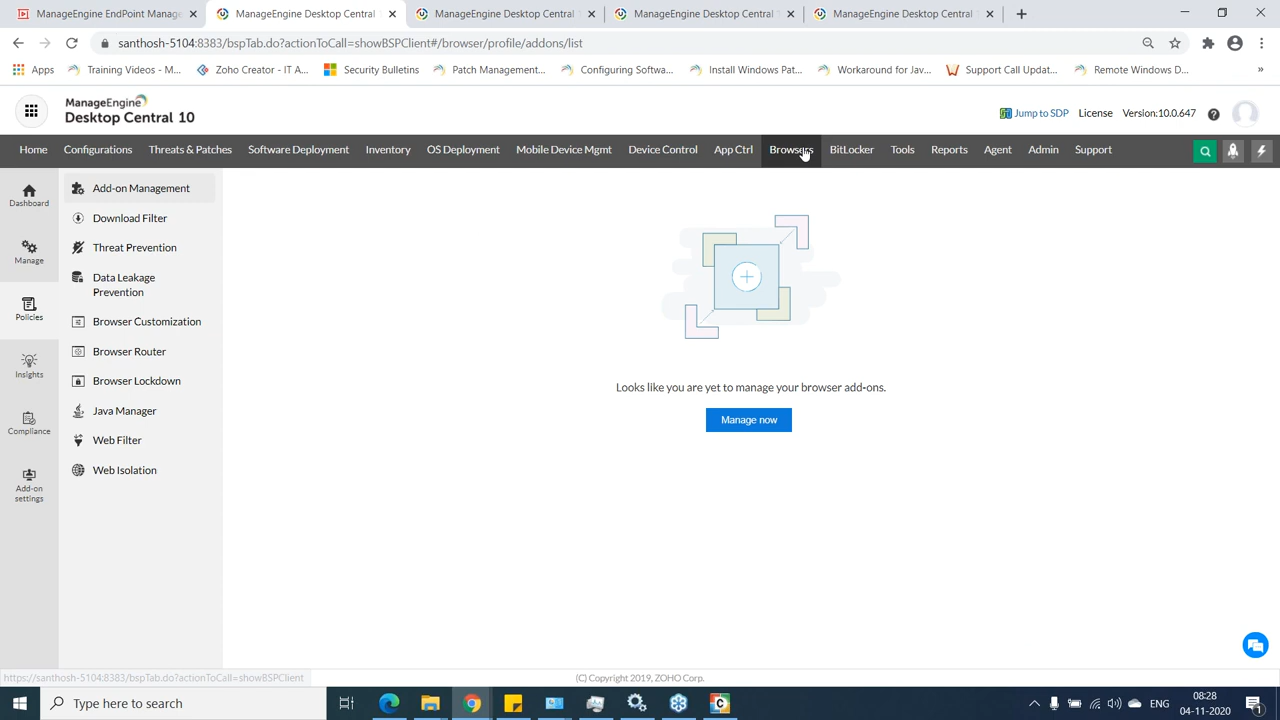 ManageEngine EndPoint Manage
ManageEngine Desktop Central
ManageEngine Desktop Central
ManageEngine Desktop Central
ManageEngine Desktop Central
santhosh-5104:8383/bspTab.do?actionToCall=showBSPClient#/browser/profile/addons/list
Apps
Training Videos - M...
Zoho Creator - IT A...
Security Bulletins
Patch Management...
Configuring Softwa...
Install Windows Pat...
Workaround for Jav...
Support Call Updat...
Remote Windows D...
»
ManageEngine
Desktop Central 10
Jump to SDP
License
Version:10.0.647
Home
Configurations
Threats & Patches
Software Deployment
Inventory
OS Deployment
Mobile Device Mgmt
Device Control
App Ctrl
Browsers
BitLocker
Tools
Reports
Agent
Admin
Support
Dashboard
Manage
Policies
Insights
Compliance
Add-on
settings
Add-on Management
Download Filter
Threat Prevention
Data Leakage
Prevention
Browser Customization
Browser Router
Browser Lockdown
Java Manager
Web Filter
Web Isolation
Looks like you are yet to manage your browser add-ons.
Manage now
https://santhosh-5104:8383/bspTab.do?actionToCall=showBSPClient
(C) Copyright 2019, ZOHO Corp.
Type here to search
ENG
08:28
04-11-2020
1